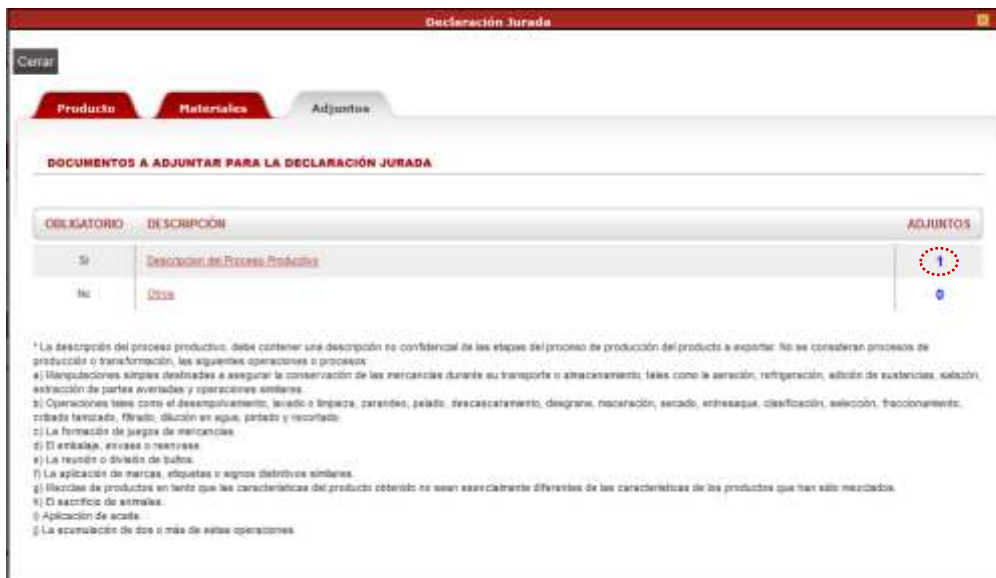 Declaración Jurada
Cerrar
Producto
Materiales
Adjuntos
DOCUMENTOS A ADJUNTAR PARA LA DECLARACIÓN JURADA
OBLIGATORIO DESCRIPCIÓN ADJUNTOS
Si Descripcion del Proceso Productivo 1
No Otros 0
* La descripción del proceso productivo, debe contener una descripción no confidencial de las etapas del proceso de producción del producto a exportar. No se consideran procesos de
producción o transformación, las siguientes operaciones o procesos:
a) Manipulaciones simples destinadas a asegurar la conservación de las mercancías durante su transporte o almacenamiento, tales como la aeración, refrigeración, adición de sustancias, salazón,
extracción de partes averiadas y operaciones similares.
b) Operaciones tales como el desempolvamiento, lavado o limpieza, zarandeo, pelado, descascaramiento, desgrane, maceración, secado, entresaque, clasificación, selección, fraccionamiento,
cribado tamizado, filtrado, dilución en agua, pintado y recortado.
c) La formación de juegos de mercancías.
d) El embalaje, envase o reenvase.
e) La reunión o división de bultos.
f) La aplicación de marcas, etiquetas o signos distintivos similares.
g) Mezclas de productos en tanto que las características del producto obtenido no sean esencialmente diferentes de las características de los productos que han sido mezclados.
h) El sacrificio de animales.
i) Aplicación de aceite.
j) La acumulación de dos o más de estas operaciones.